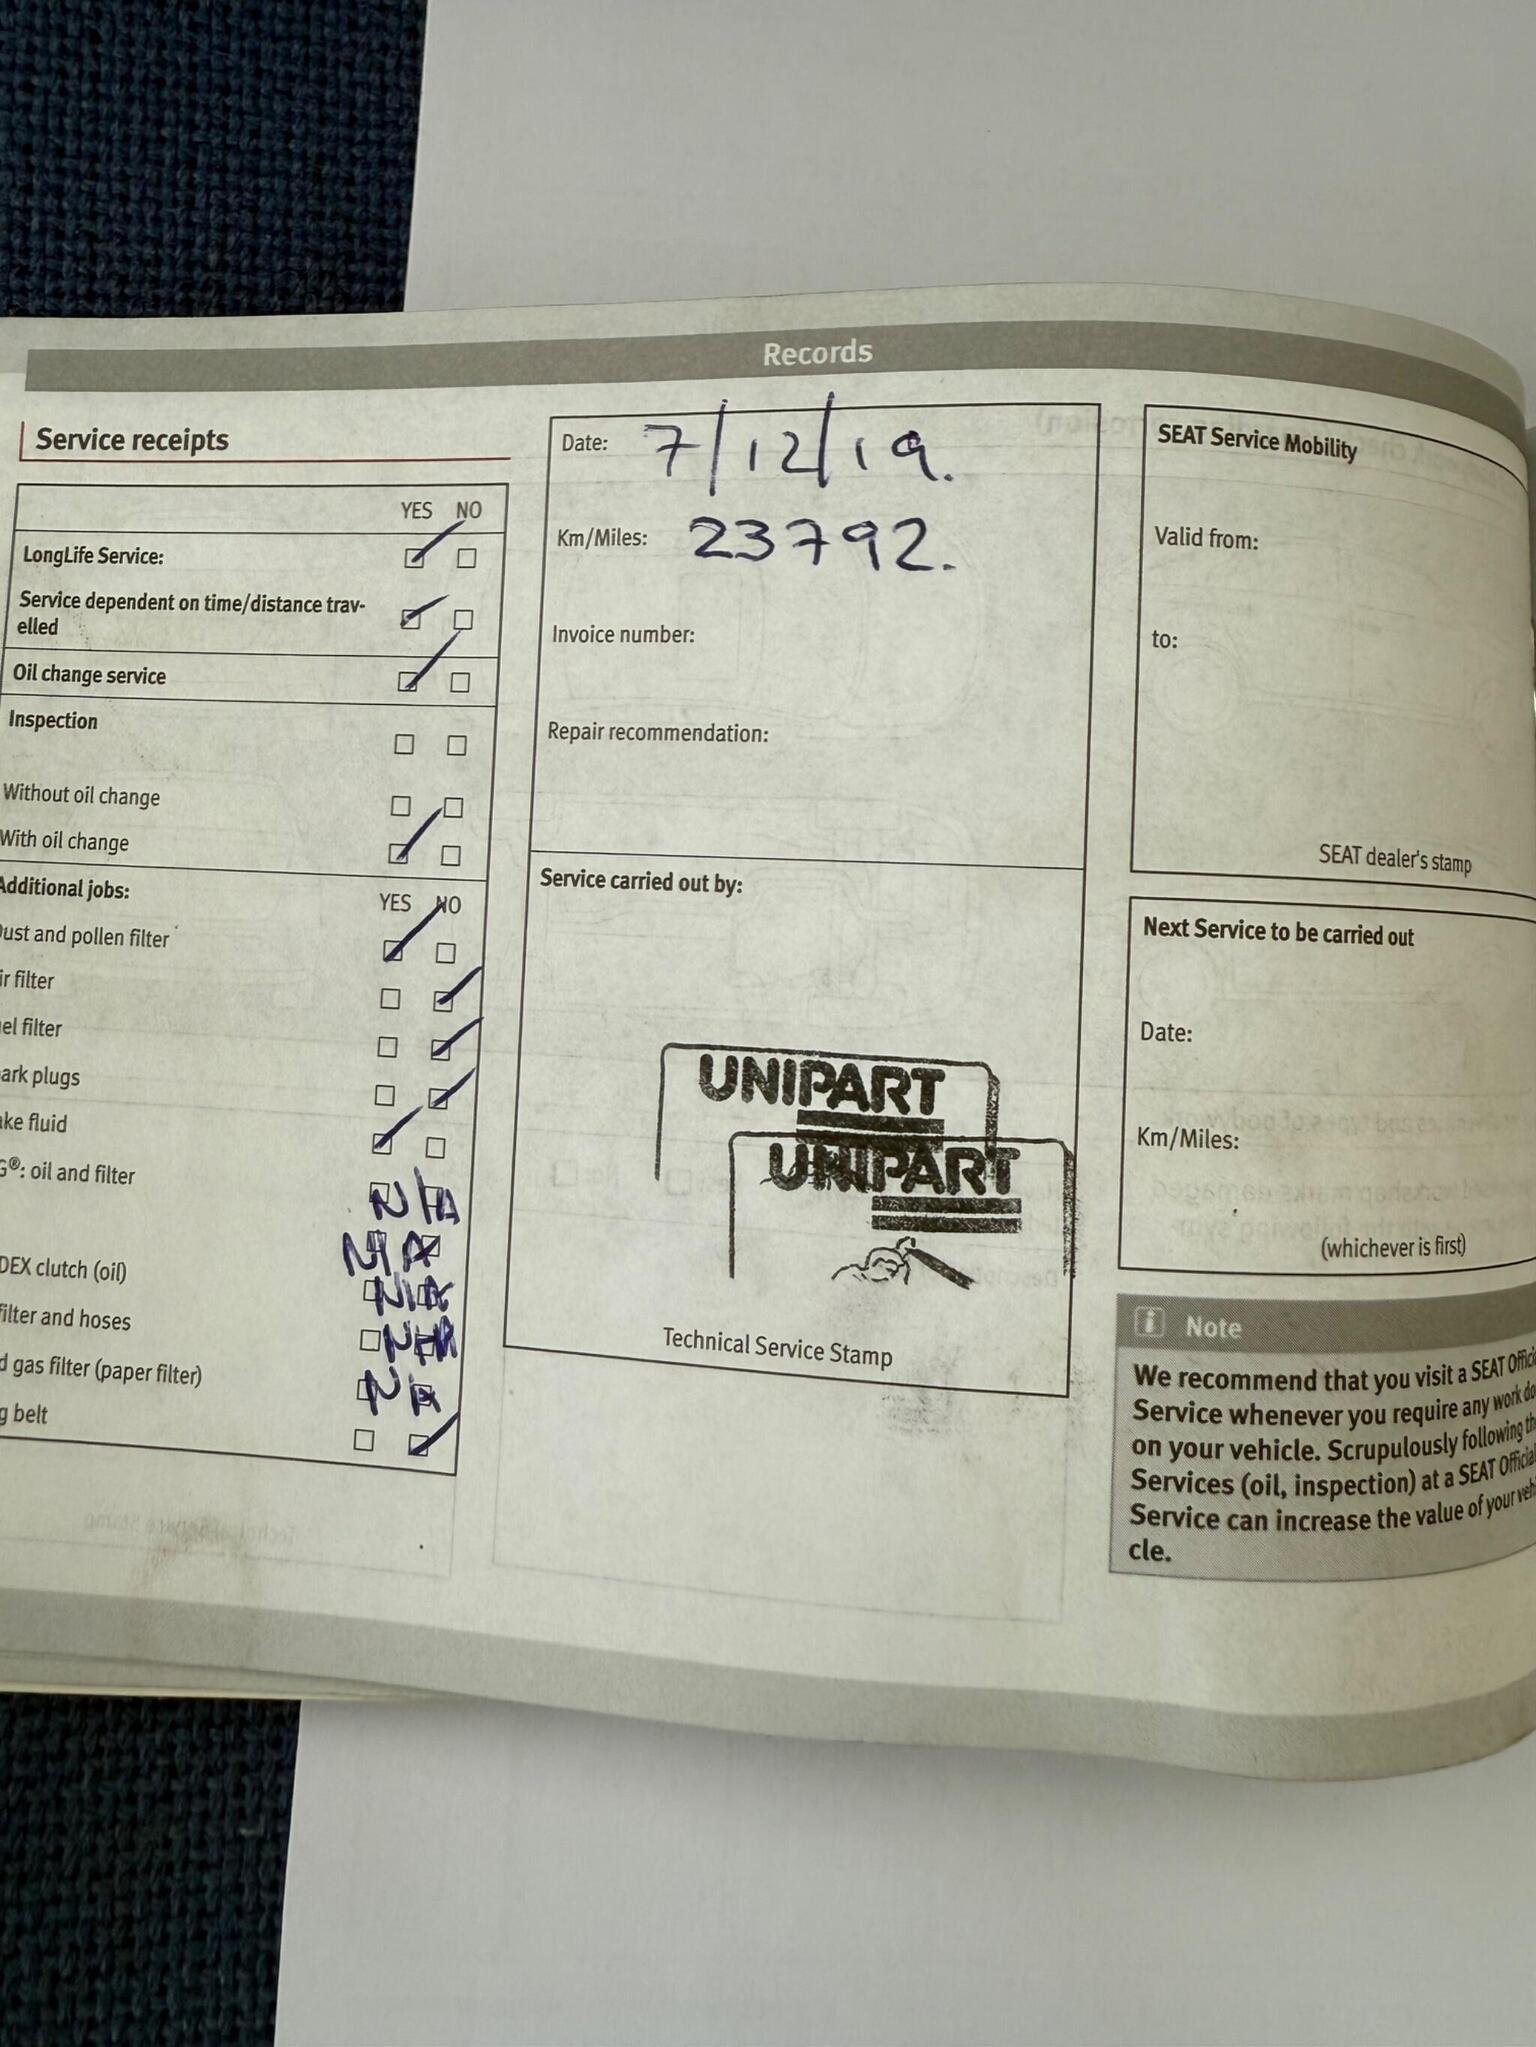 Records
Service receipts
YES NO
LongLife Service:
Service dependent on time/distance trav-
elled
Oil change service
Inspection
Without oil change
With oil change
Additional jobs:
YES NO
Dust and pollen filter
ir filter
el filter
ark plugs
ke fluid
G®: oil and filter
N/A
N A
DEX clutch (oil)
N/A
filter and hoses
N/A
d gas filter (paper filter)
N A
g belt
Date: 7/12/19.
Km/Miles: 23792.
Invoice number:
Repair recommendation:
Service carried out by:
UNIPART
UNIPART
Technical Service Stamp
SEAT Service Mobility
Valid from:
to:
SEAT dealer's stamp
Next Service to be carried out
Date:
Km/Miles:
(whichever is first)
i Note
We recommend that you visit a SEAT Offici
Service whenever you require any work do
on your vehicle. Scrupulously following th
Services (oil, inspection) at a SEAT Official
Service can increase the value of your vehi
cle.